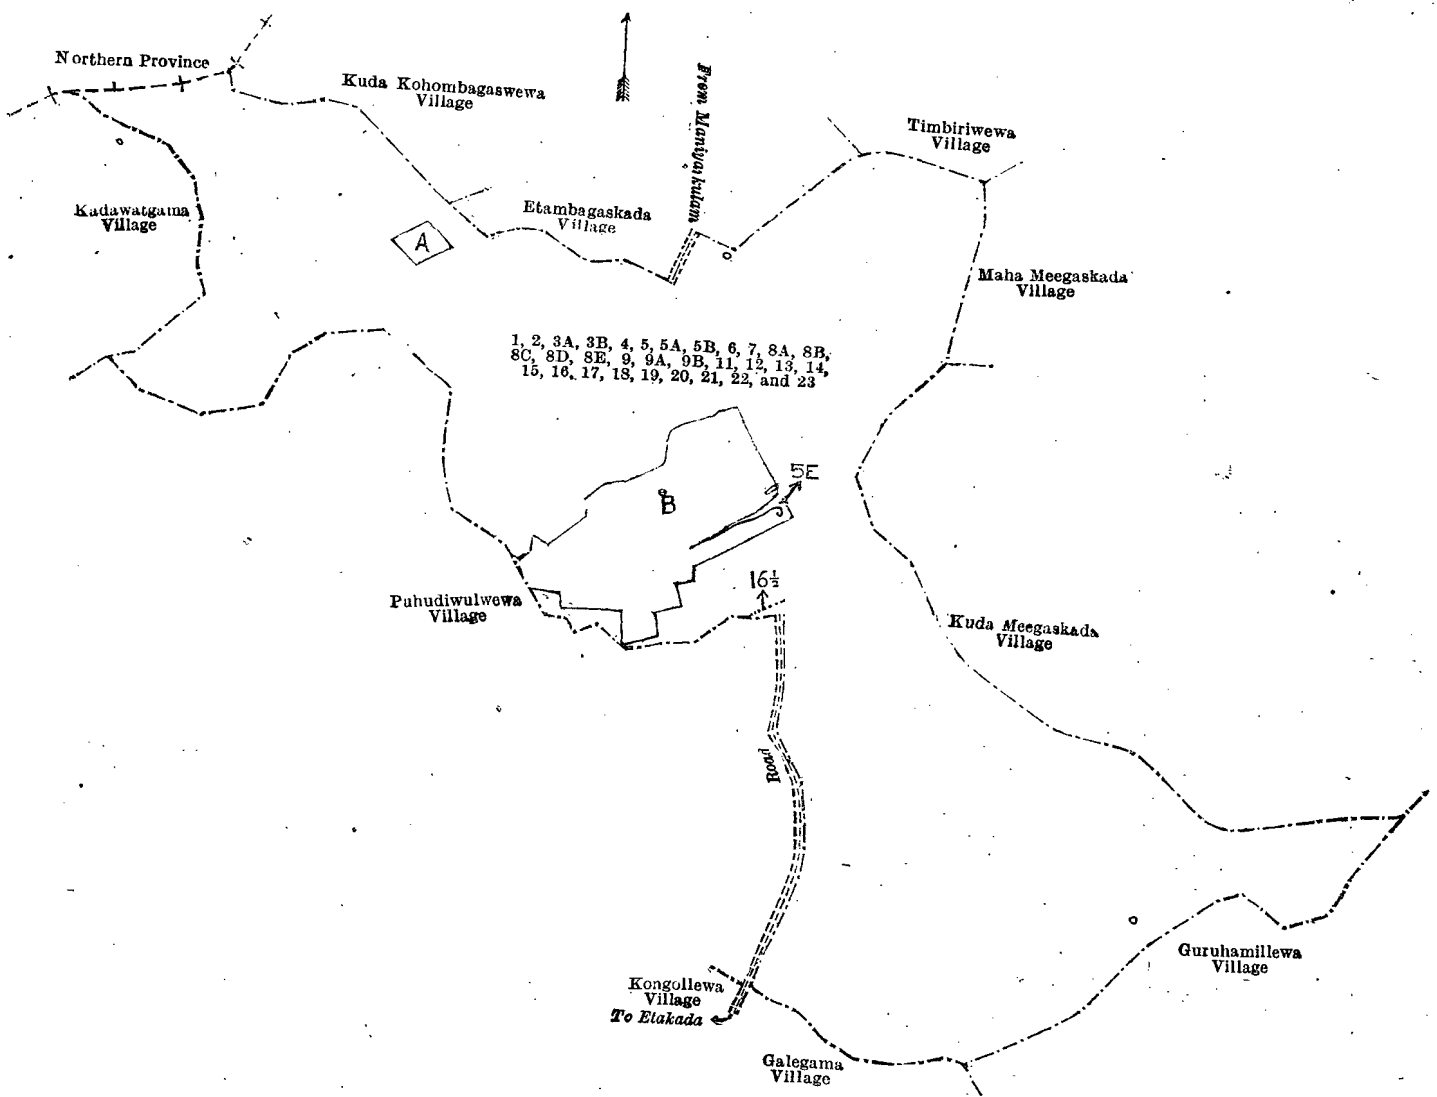 Northern Province
Kuda Kohombagaswewa
Village
From Maniyarkulam
Timbiriwewa
Village
Kadawatgama
Village
Etambagaskada
Village
A
Maha Meegaskada
Village
1, 2, 3A, 3B, 4, 5, 5A, 5B, 6, 7, 8A, 8B,
8C, 8D, 8E, 9, 9A, 9B, 11, 12, 13, 14,
15, 16, 17, 18, 19, 20, 21, 22, and 23
5E
B
16½
Puhudiwulwewa
Village
Kuda Meegaskada
Village
Road
Guruhamillewa
Village
Kongollewa
Village
To Etakada
Galegama
Village